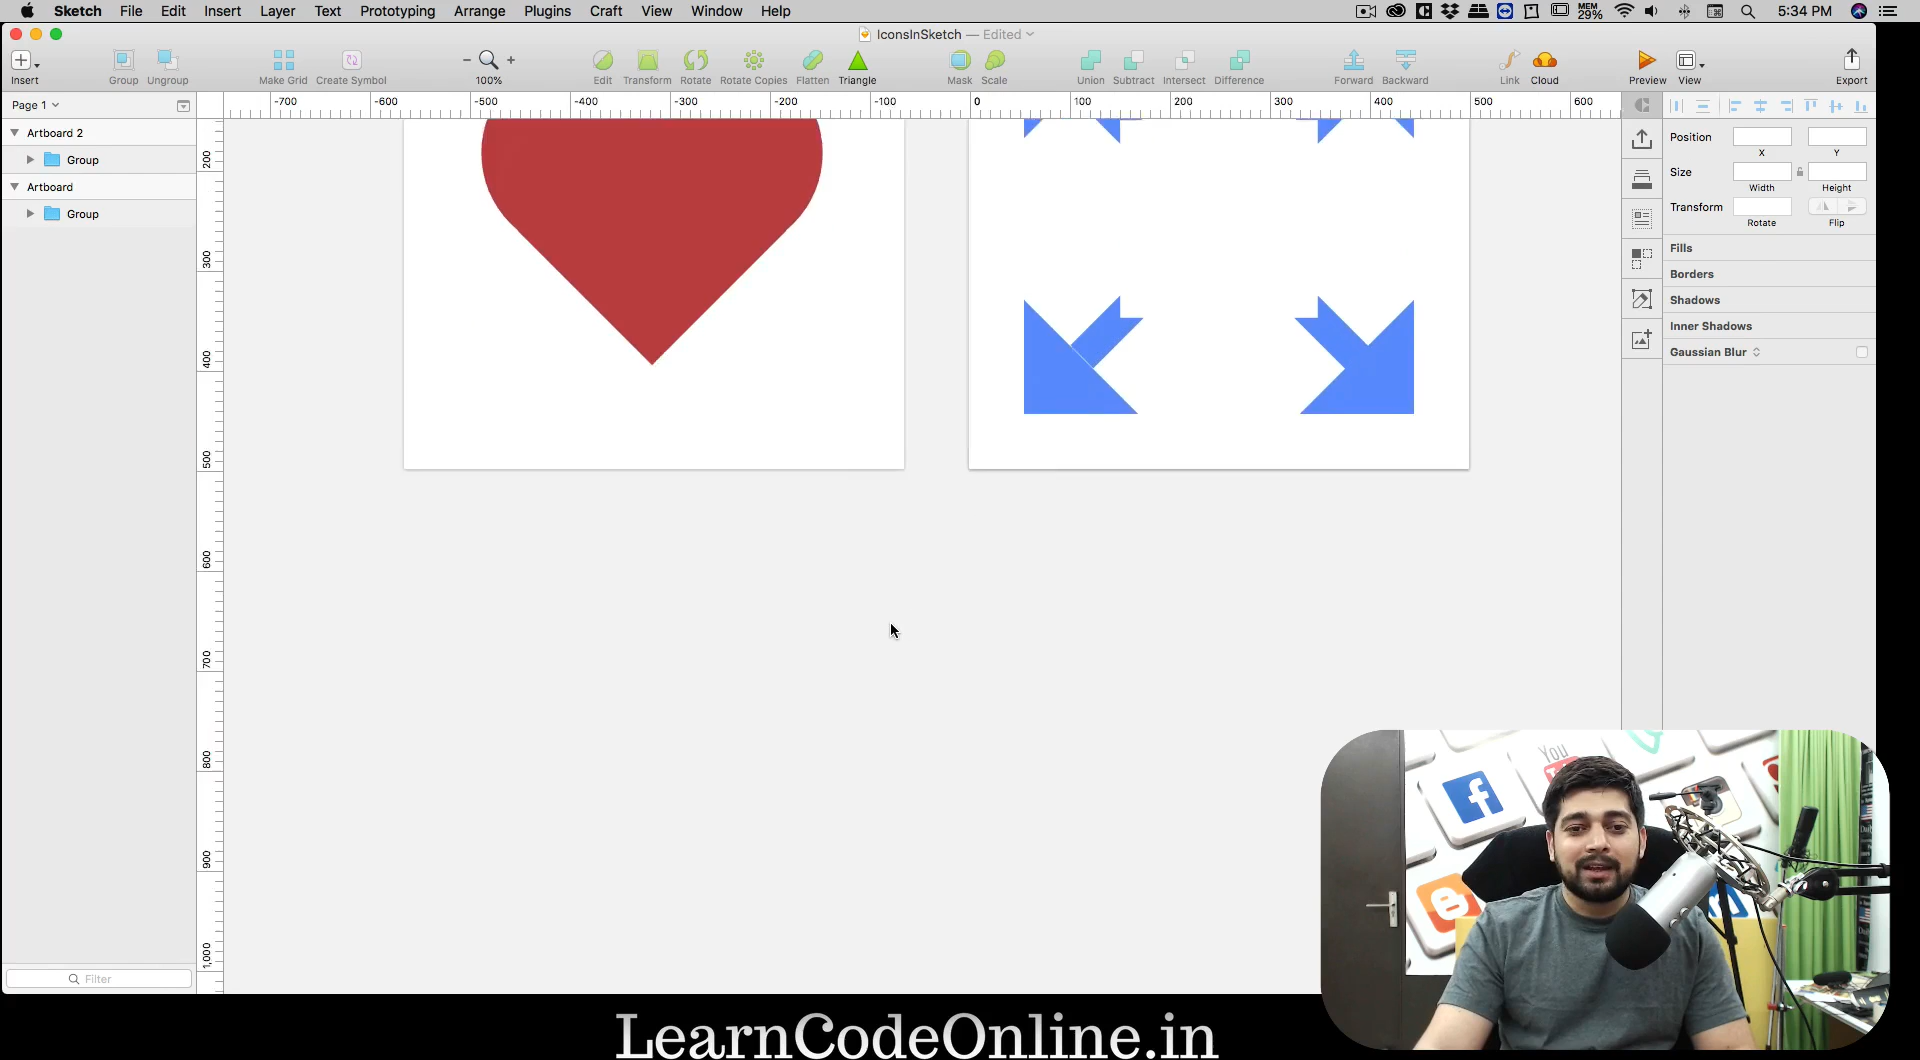 Sketch File Edit Insert Layer Text Prototyping Arrange Plugins Craft View Window Help MEM 29% 5:34 PM
IconsInSketch — Edited
Insert Group Ungroup Make Grid Create Symbol 100% Edit Transform Rotate Rotate Copies Flatten Triangle Mask Scale Union Subtract Intersect Difference Forward Backward Link Cloud Preview View Export
Page 1
-700 -600 -500 -400 -300 -200 -100 0 100 200 300 400 500 600
Artboard 2
Group
Artboard
Group
200
300
400
500
600
700
800
900
1,000
Position
X Y
Size
Width Height
Transform
Rotate Flip
Fills
Borders
Shadows
Inner Shadows
Gaussian Blur
You
Filter
LearnCodeOnline.in